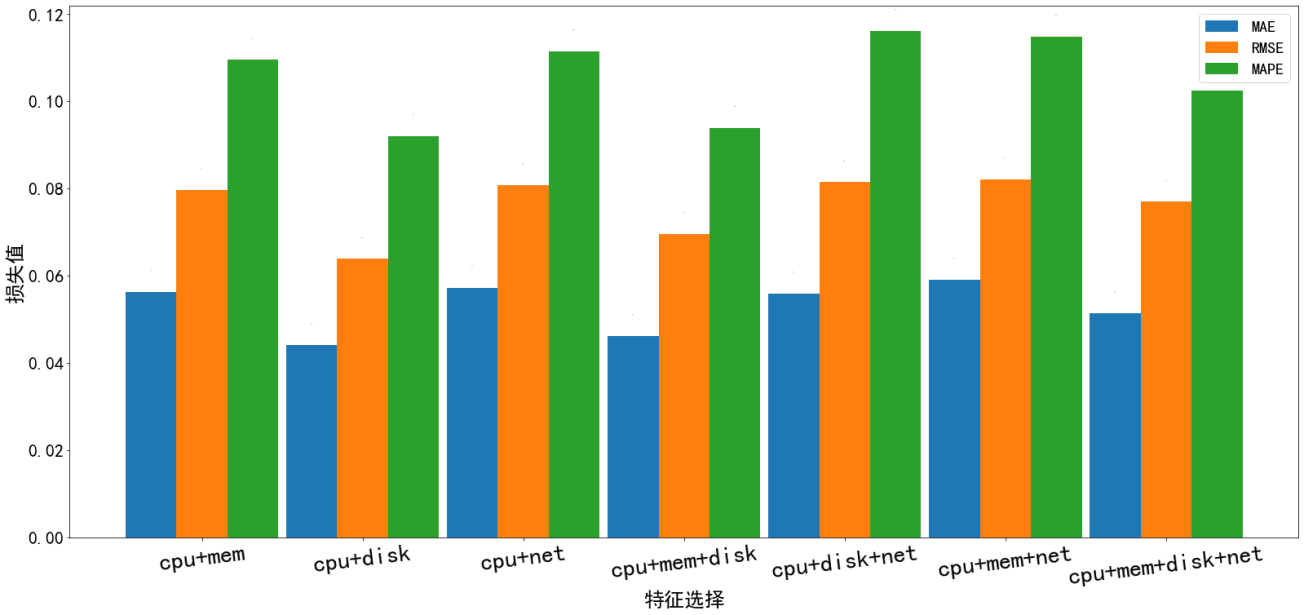 0.12
0.10
0.08
0.06
0.04
0.02
0.00
损失值
MAE
RMSE
MAPE
cpu+mem
cpu+disk
cpu+net
cpu+mem+disk
cpu+disk+net
cpu+mem+net
cpu+mem+disk+net
特征选择